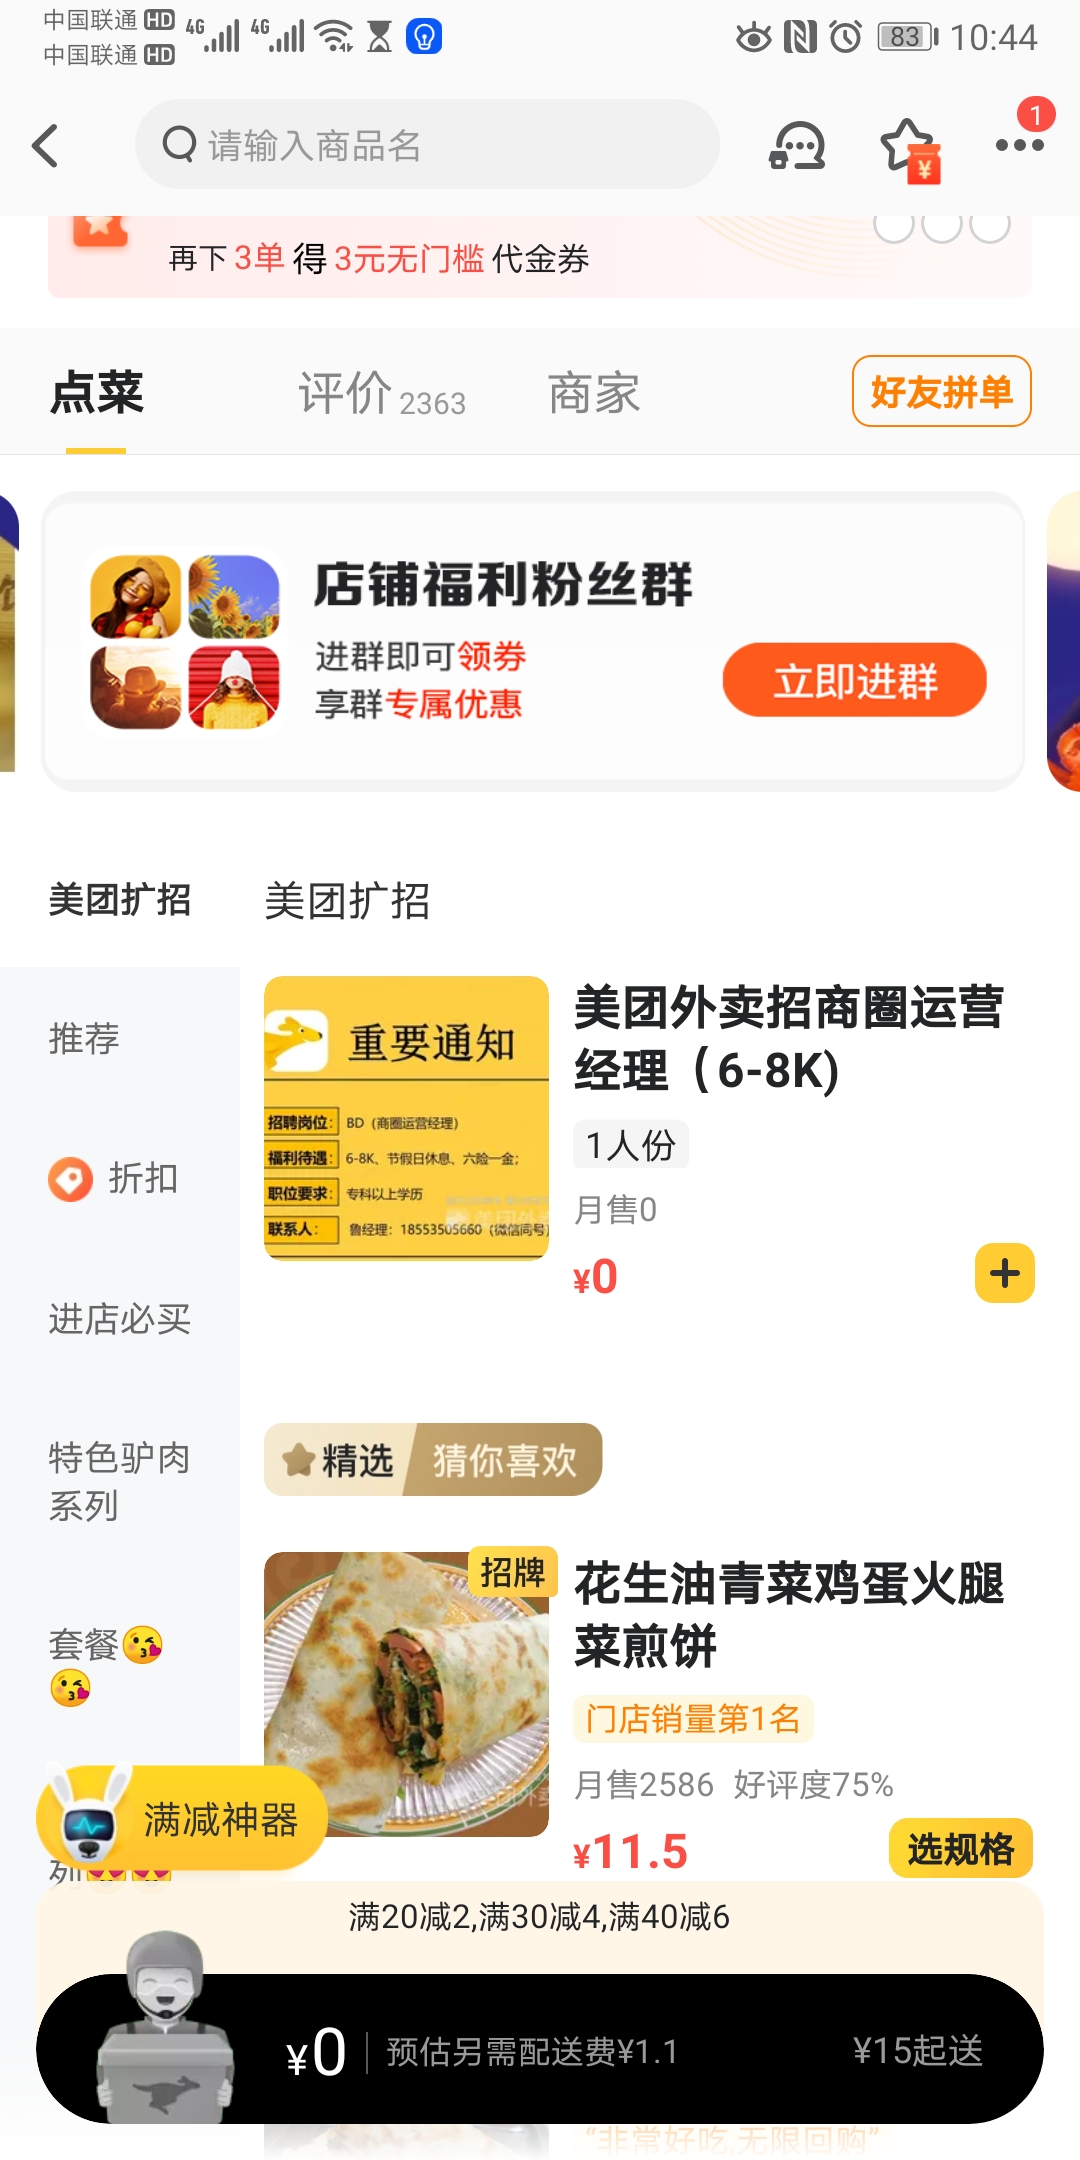 中国联通 HD 4G 4G 83 10:44
中国联通 HD
请输入商品名
1
¥
再下 3单 得 3元无门槛 代金券
点菜 评价 2363 商家 好友拼单
店铺福利粉丝群
进群即可领券
享群专属优惠
立即进群
美团扩招
美团扩招
推荐
折扣
进店必买
特色驴肉
系列
套餐😘
😘
列😍😍
重要通知
招聘岗位: BD（商圈运营经理）
福利待遇: 6-8K、节假日休息、六险一金;
职位要求: 专科以上学历
联系人: 鲁经理: 18553505660（微信同号）
美团外卖招商圈运营
经理（6-8K)
1人份
月售0
¥0
精选 猜你喜欢
招牌
花生油青菜鸡蛋火腿
菜煎饼
门店销量第1名
月售2586 好评度75%
¥11.5
选规格
满减神器
满20减2,满30减4,满40减6
¥0 预估另需配送费¥1.1 ¥15起送
“非常好吃,无限回购”